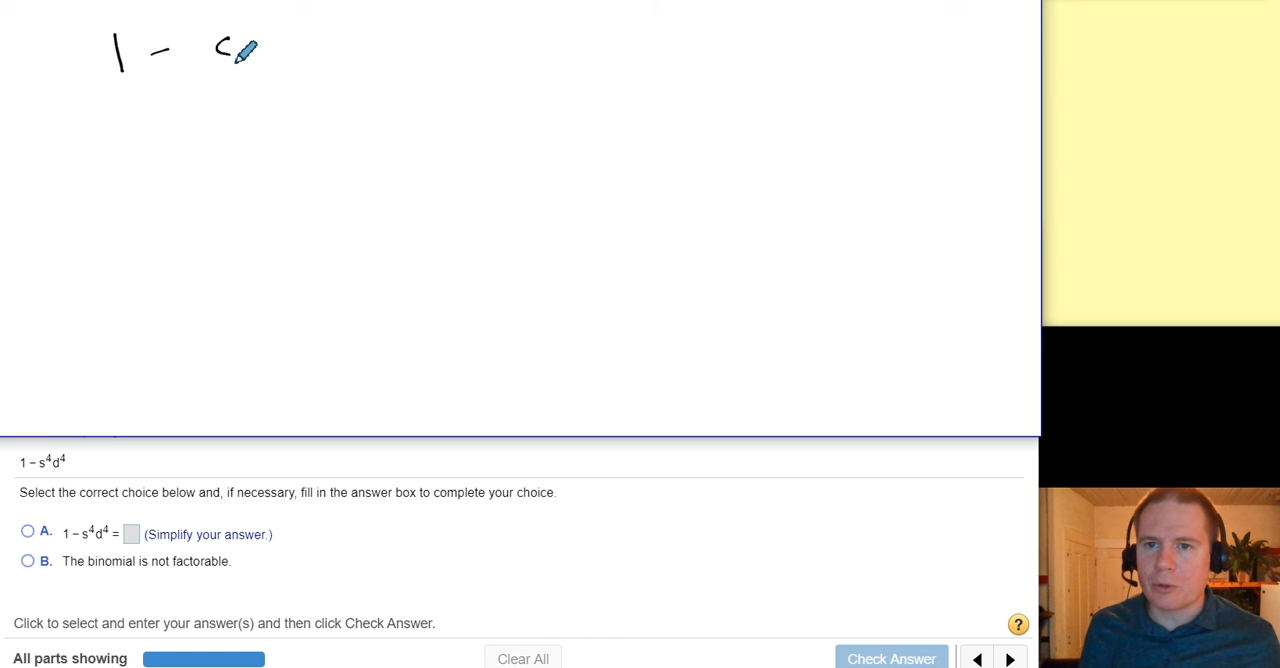 1 - s
1 – s⁴d⁴
Select the correct choice below and, if necessary, fill in the answer box to complete your choice.
A. 1 – s⁴d⁴ = (Simplify your answer.)
B. The binomial is not factorable.
Click to select and enter your answer(s) and then click Check Answer.
?
All parts showing
Clear All
Check Answer